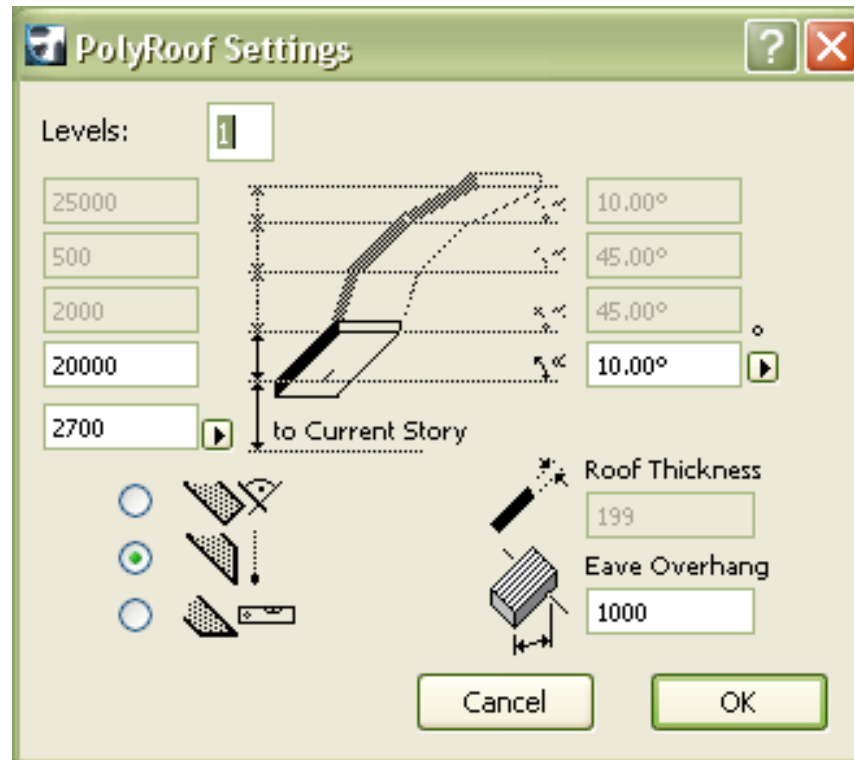 PolyRoof Settings
Levels: 1
25000 10.00°
500 45.00°
2000 45.00°
20000 10.00° °
2700 to Current Story
Roof Thickness
199
Eave Overhang
1000
Cancel OK